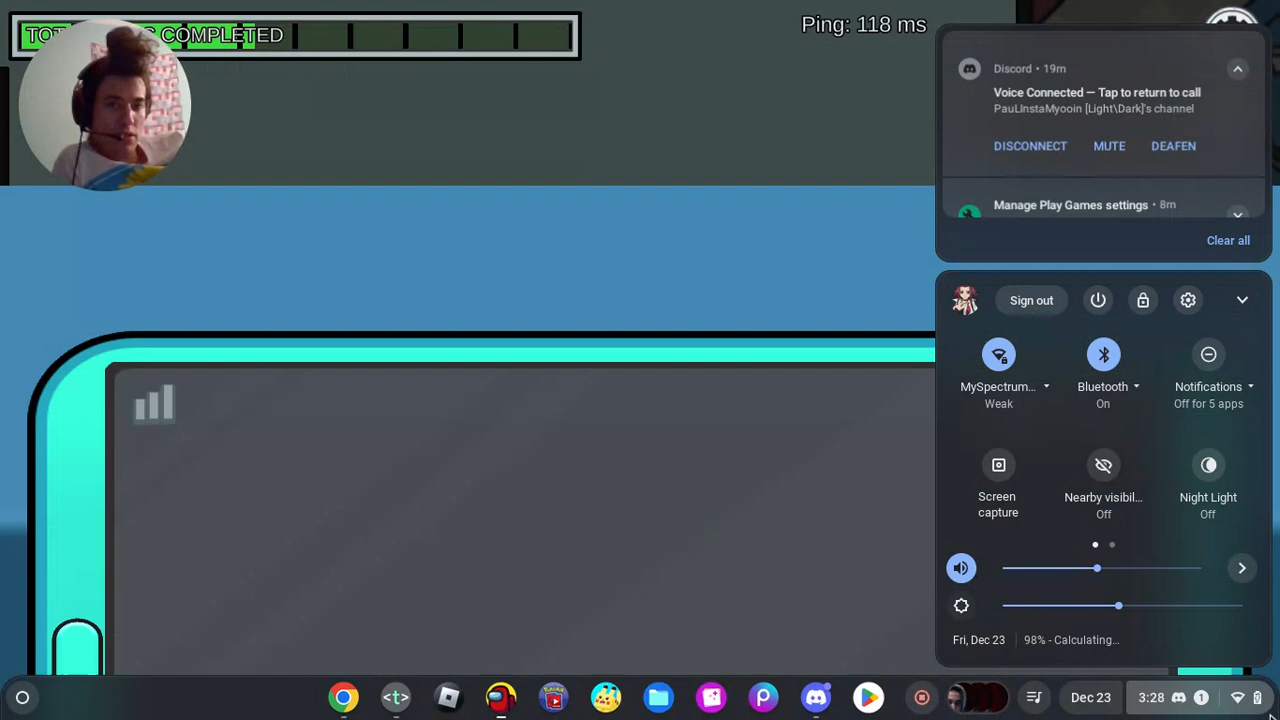 COMPLETED
Ping: 118 ms
Discord • 19m
Voice Connected — Tap to return to call
PauLInstaMyooin [Light\Dark]'s channel
DISCONNECT MUTE DEAFEN
Manage Play Games settings • 8m
Clear all
Sign out
MySpectrum... Bluetooth Notifications
Weak On Off for 5 apps
Screen capture Nearby visibil... Night Light
Off Off
Fri, Dec 23 98% - Calculating...
<t> Dec 23 3:28 1